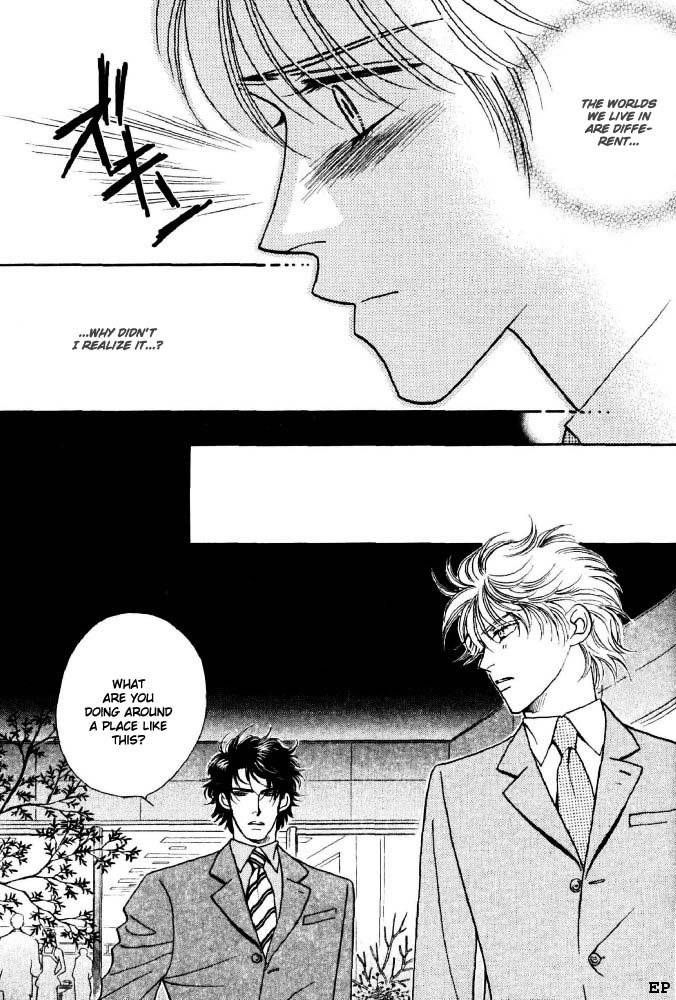 THE WORLDS
WE LIVE IN
ARE DIFFE-
RENT...
ズキン
...WHY DIDN'T
I REALIZE IT...?
WHAT
ARE YOU
DOING AROUND
A PLACE LIKE
THIS?
EP